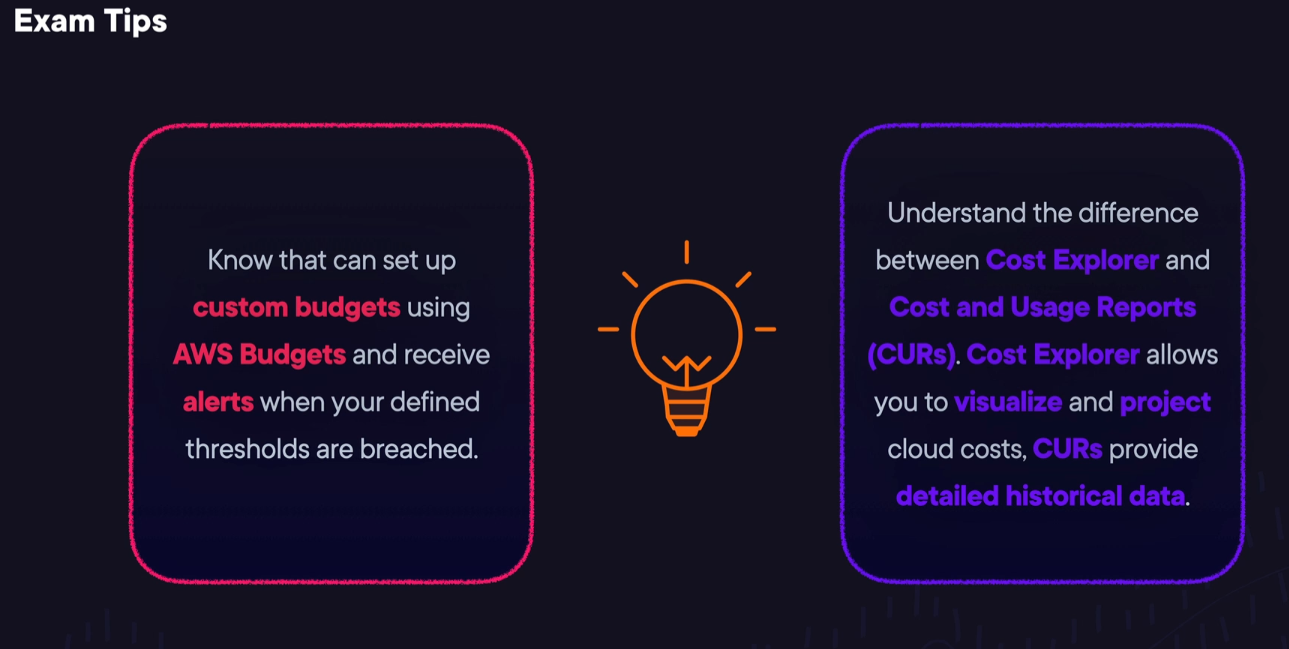 Exam Tips
Know that can set up
custom budgets using
AWS Budgets and receive
alerts when your defined
thresholds are breached.
Understand the difference
between Cost Explorer and
Cost and Usage Reports
(CURs). Cost Explorer allows
you to visualize and project
cloud costs, CURs provide
detailed historical data.